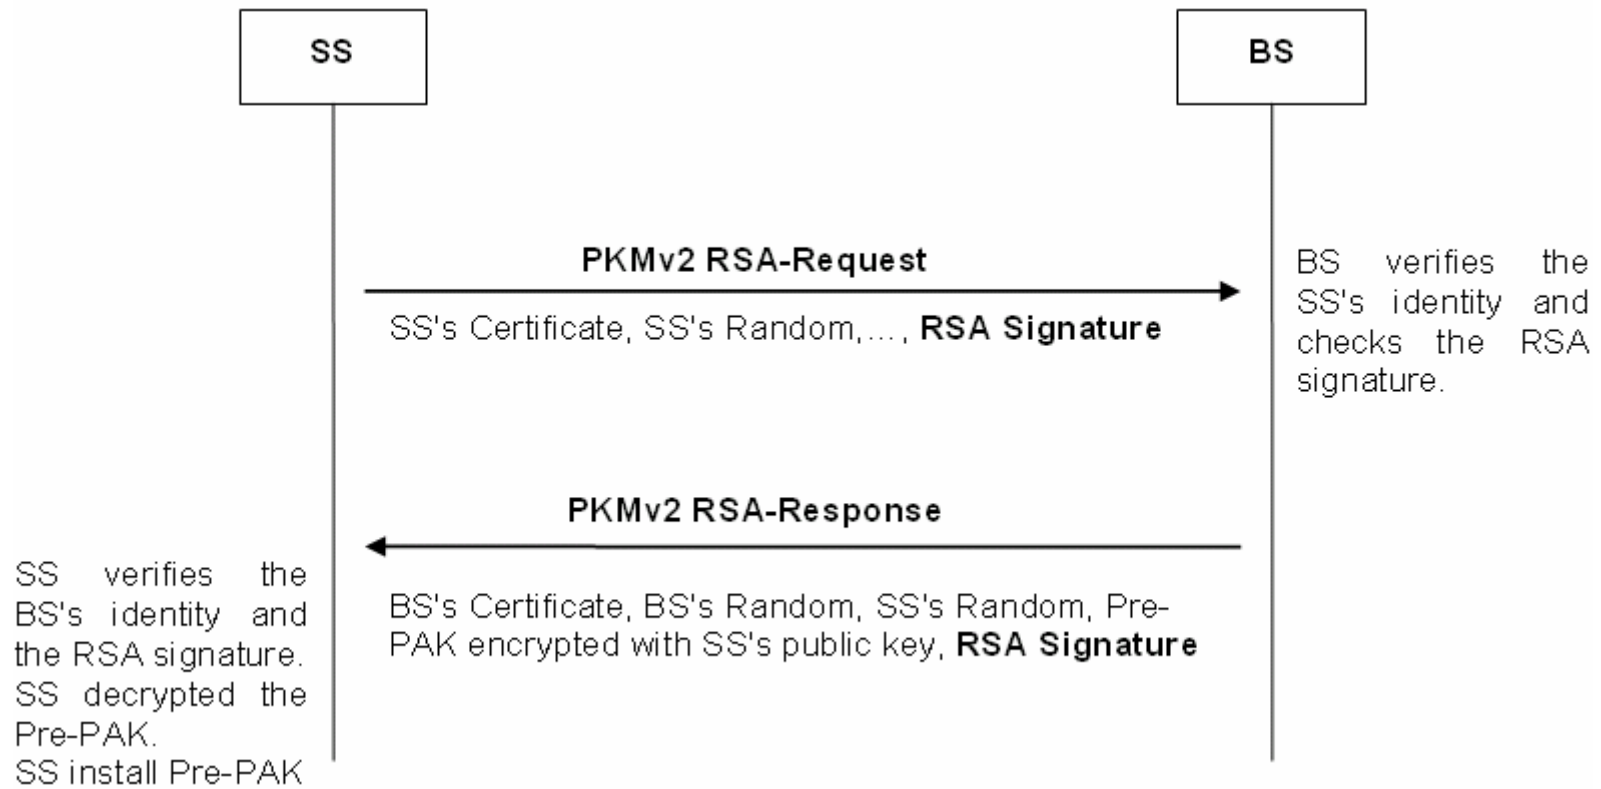 SS
BS
PKMv2 RSA-Request
SS's Certificate, SS's Random,..., RSA Signature
BS verifies the
SS's identity and
checks the RSA
signature.
PKMv2 RSA-Response
BS's Certificate, BS's Random, SS's Random, Pre-
PAK encrypted with SS's public key, RSA Signature
SS verifies the
BS's identity and
the RSA signature.
SS decrypted the
Pre-PAK.
SS install Pre-PAK